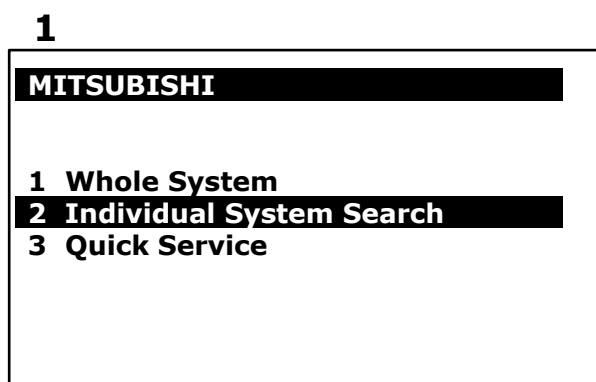 1
MITSUBISHI
1 Whole System
2 Individual System Search
3 Quick Service